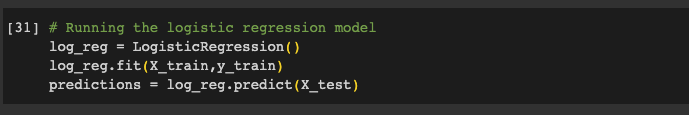 [31] # Running the logistic regression model
log_reg = LogisticRegression()
log_reg.fit(X_train,y_train)
predictions = log_reg.predict(X_test)